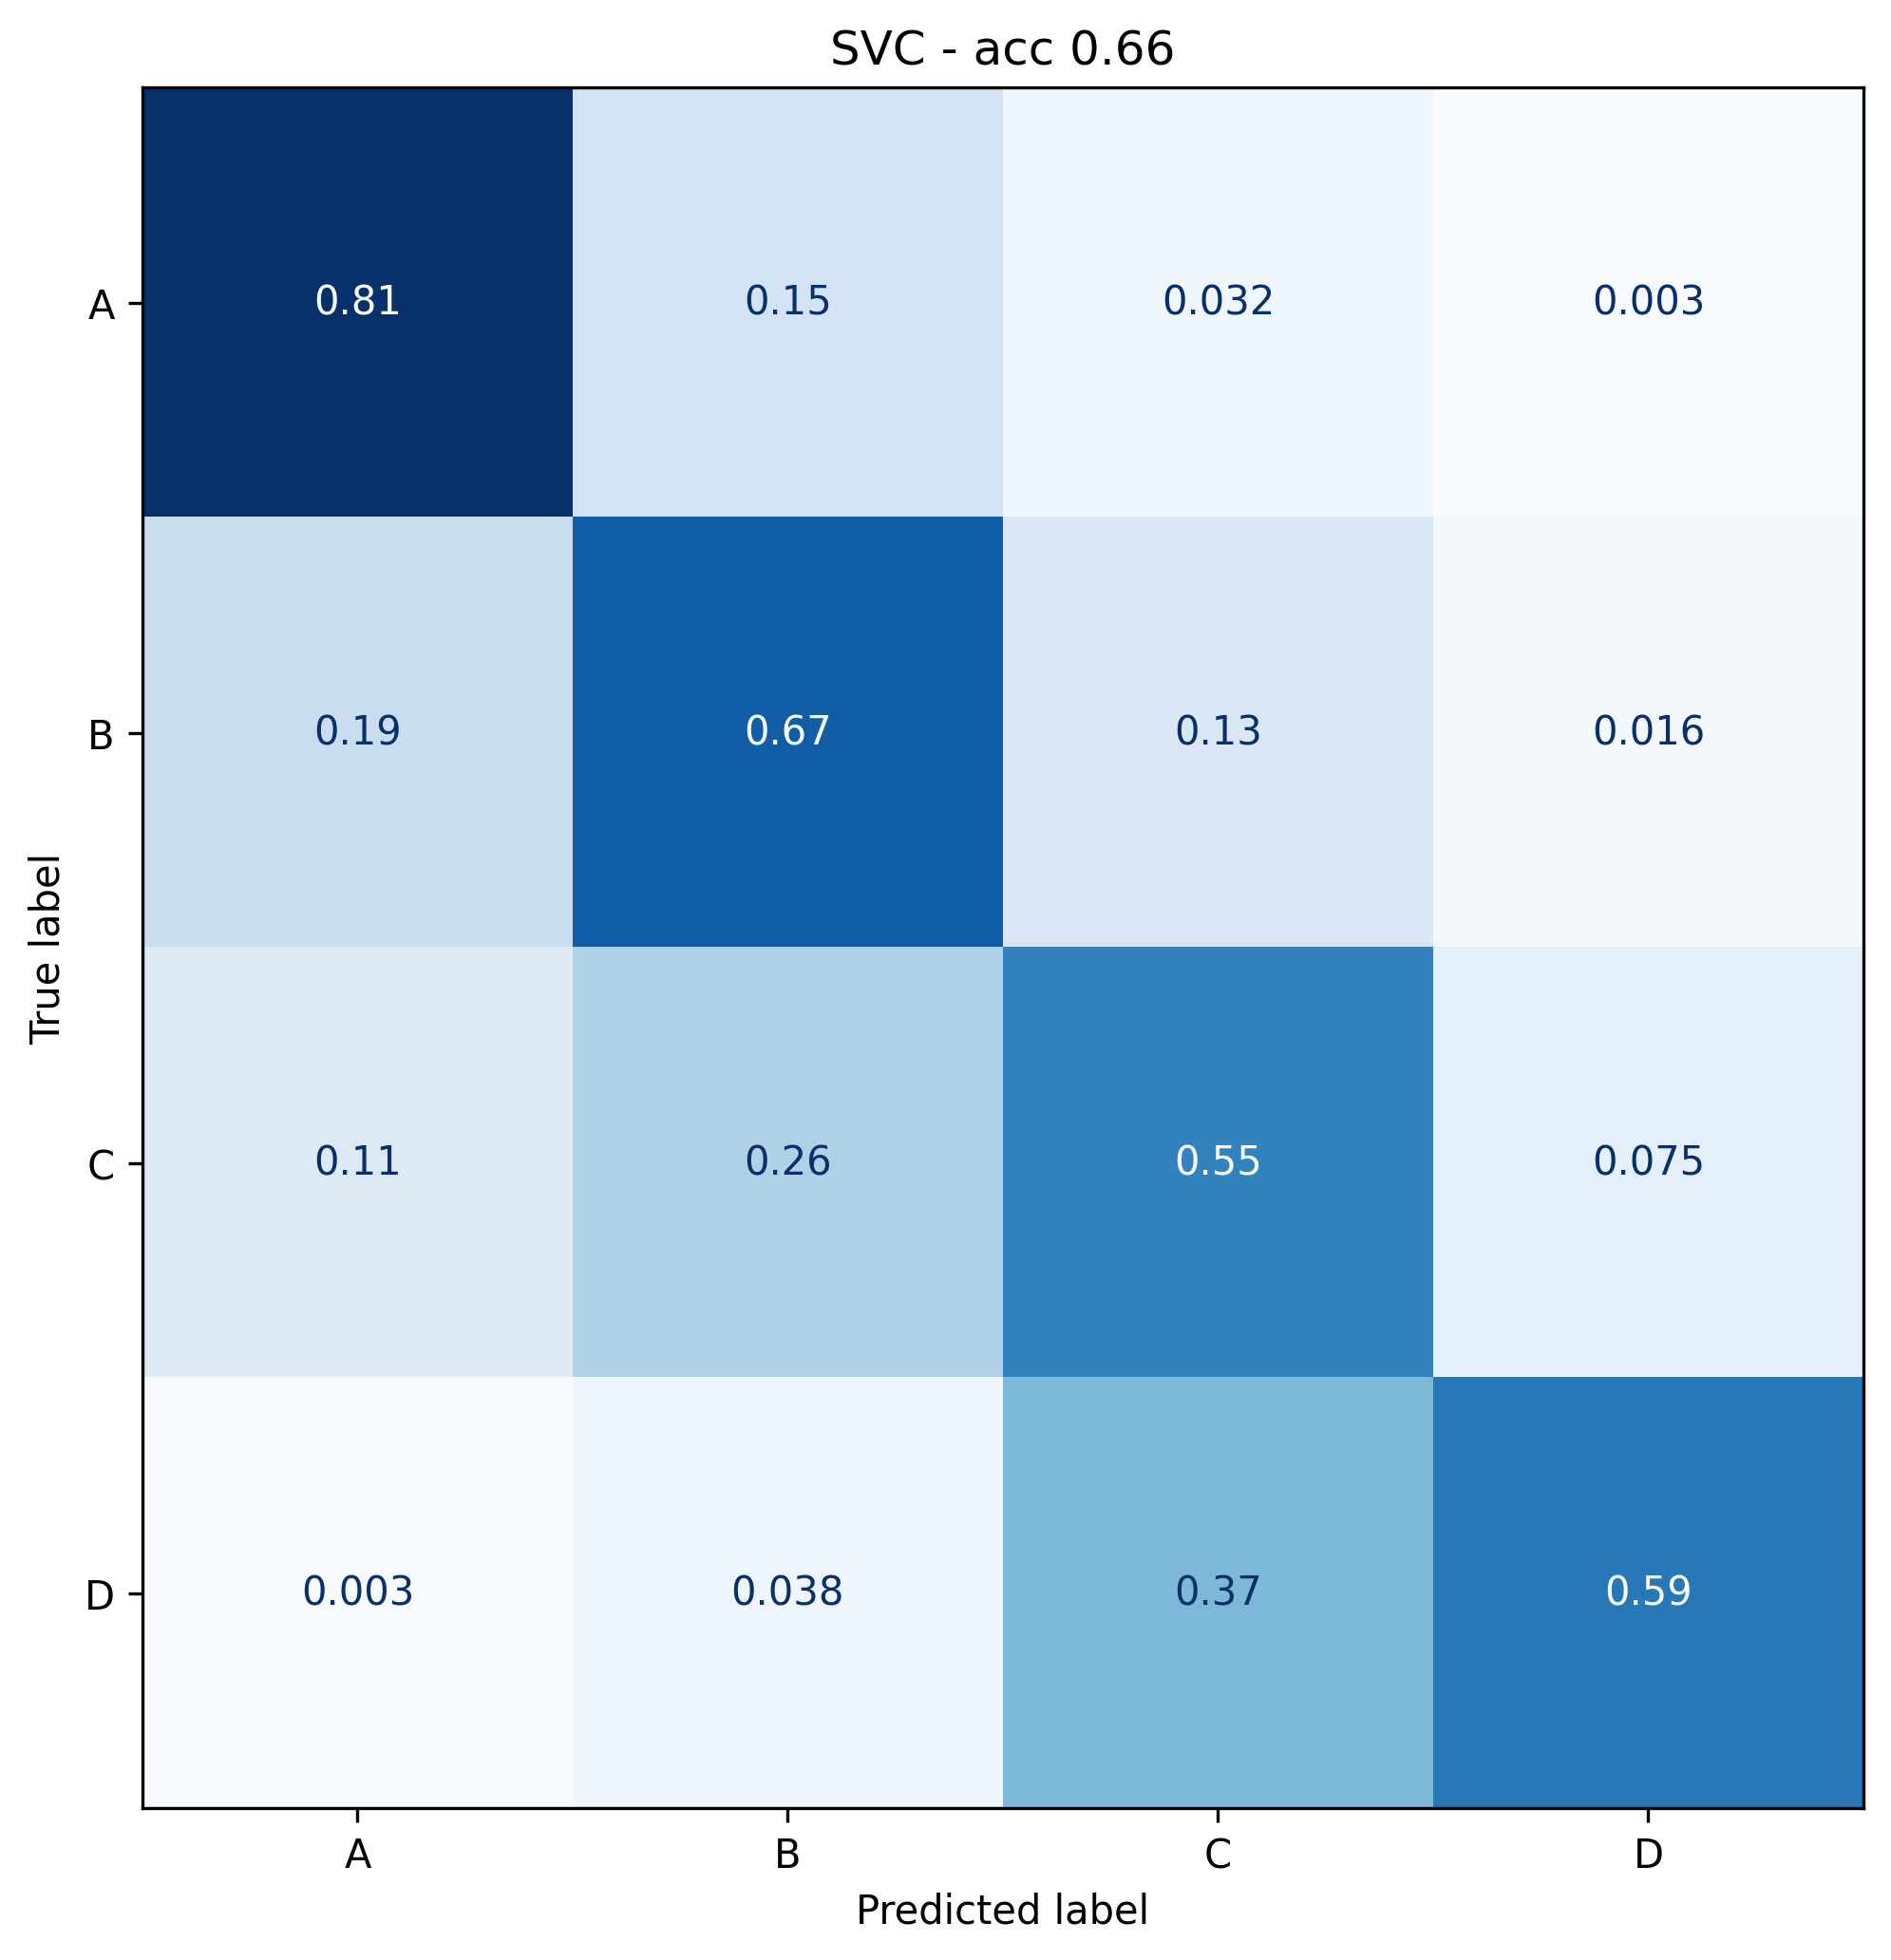 SVC - acc 0.66
A 0.81 0.15 0.032 0.003
B 0.19 0.67 0.13 0.016
C 0.11 0.26 0.55 0.075
D 0.003 0.038 0.37 0.59
A B C D
True label
Predicted label